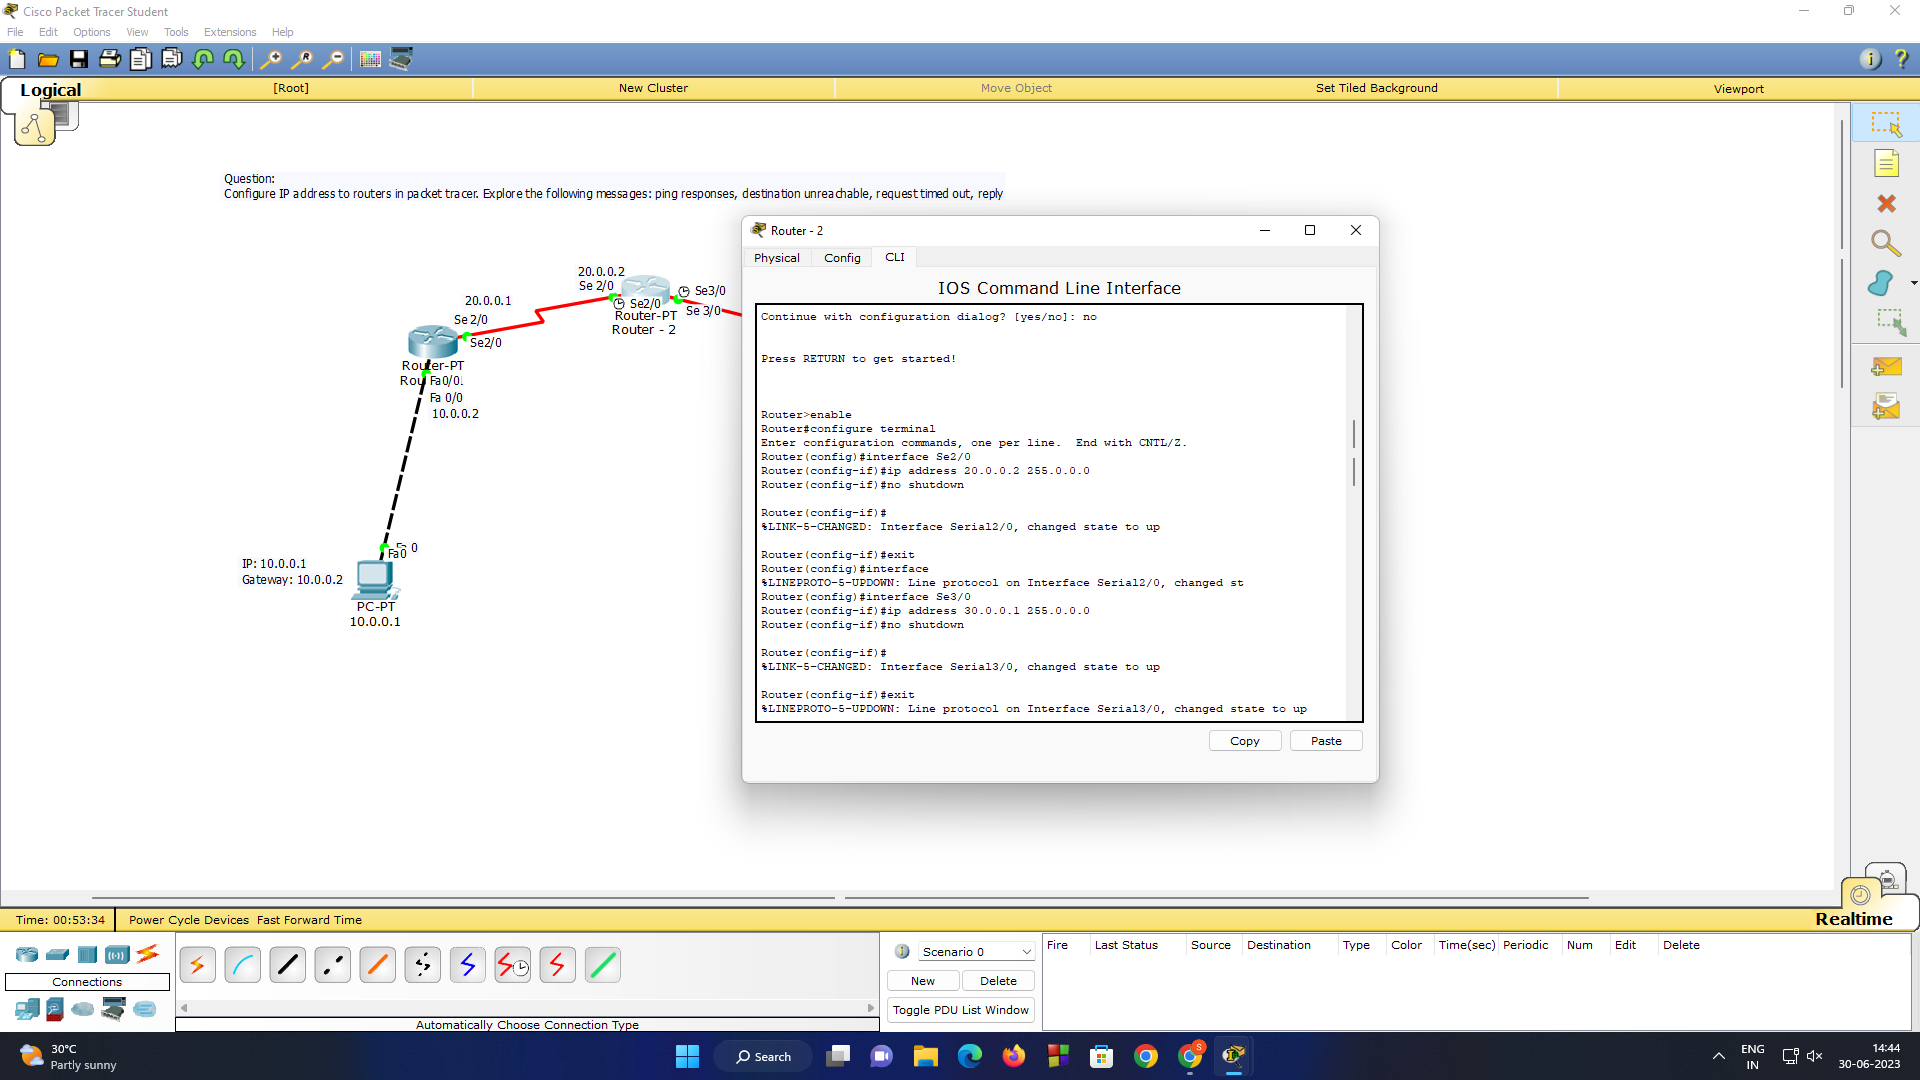 Cisco Packet Tracer Student
File Edit Options View Tools Extensions Help
Logical
[Root]
New Cluster
Move Object
Set Tiled Background
Viewport
Question:
Configure IP address to routers in packet tracer. Explore the following messages: ping responses, destination unreachable, request timed out, reply
20.0.0.2
Se 2/0
Se2/0
Se3/0
Se 3/0
Router-PT
Router - 2
20.0.0.1
Se 2/0
Se2/0
Router-PT
Fa0/0
Fa 0/0
10.0.0.2
Fa0
IP: 10.0.0.1
Gateway: 10.0.0.2
PC-PT
10.0.0.1
Router - 2
Physical Config CLI
IOS Command Line Interface
Continue with configuration dialog? [yes/no]: no
Press RETURN to get started!
Router>enable
Router#configure terminal
Enter configuration commands, one per line.  End with CNTL/Z.
Router(config)#interface Se2/0
Router(config-if)#ip address 20.0.0.2 255.0.0.0
Router(config-if)#no shutdown
Router(config-if)#
%LINK-5-CHANGED: Interface Serial2/0, changed state to up
Router(config-if)#exit
Router(config)#interface
%LINEPROTO-5-UPDOWN: Line protocol on Interface Serial2/0, changed st
Router(config)#interface Se3/0
Router(config-if)#ip address 30.0.0.1 255.0.0.0
Router(config-if)#no shutdown
Router(config-if)#
%LINK-5-CHANGED: Interface Serial3/0, changed state to up
Router(config-if)#exit
%LINEPROTO-5-UPDOWN: Line protocol on Interface Serial3/0, changed state to up
Copy Paste
Time: 00:53:34 Power Cycle Devices Fast Forward Time
Realtime
Connections
Automatically Choose Connection Type
Scenario 0
New Delete
Toggle PDU List Window
Fire Last Status Source Destination Type Color Time(sec) Periodic Num Edit Delete
30°C
Partly sunny
Search
S
ENG
IN
14:44
30-06-2023